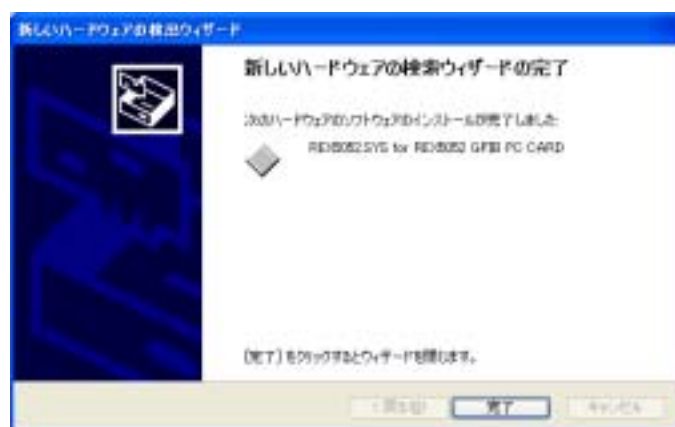 新しいハードウェアの検出ウィザード
新しいハードウェアの検索ウィザードの完了
次のハードウェアのソフトウェアのインストールが完了しました:
REX5052.SYS for REX5052 GPIB PC CARD
[完了] をクリックするとウィザードを閉じます。
< 戻る(B)
完了
キャンセル